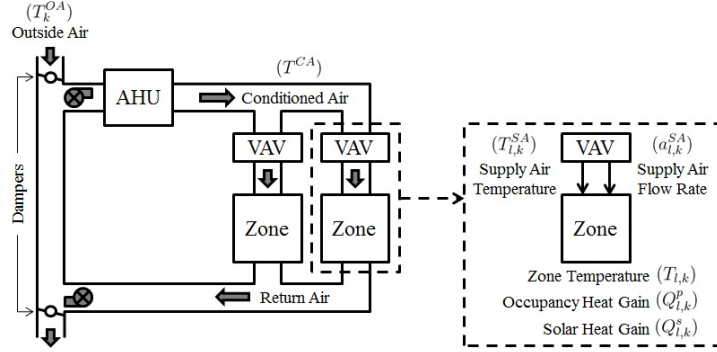 (T_k^{OA})
Outside Air
AHU
(T^{CA})
Conditioned Air
Dampers
VAV
VAV
Zone
Zone
Return Air
(T_{l,k}^{SA})
Supply Air
Temperature
VAV
(a_{l,k}^{SA})
Supply Air
Flow Rate
Zone
Zone Temperature (T_{l,k})
Occupancy Heat Gain (Q_{l,k}^p)
Solar Heat Gain (Q_{l,k}^s)